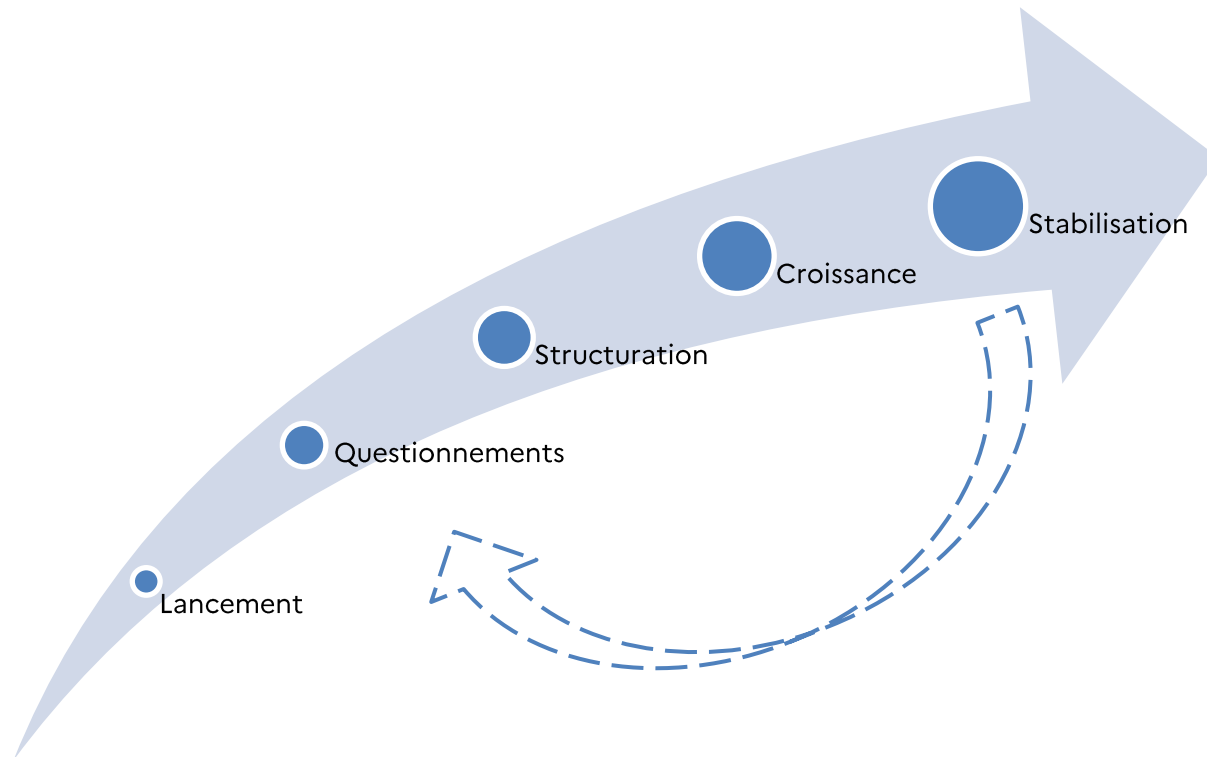 Lancement
Questionnements
Structuration
Croissance
Stabilisation